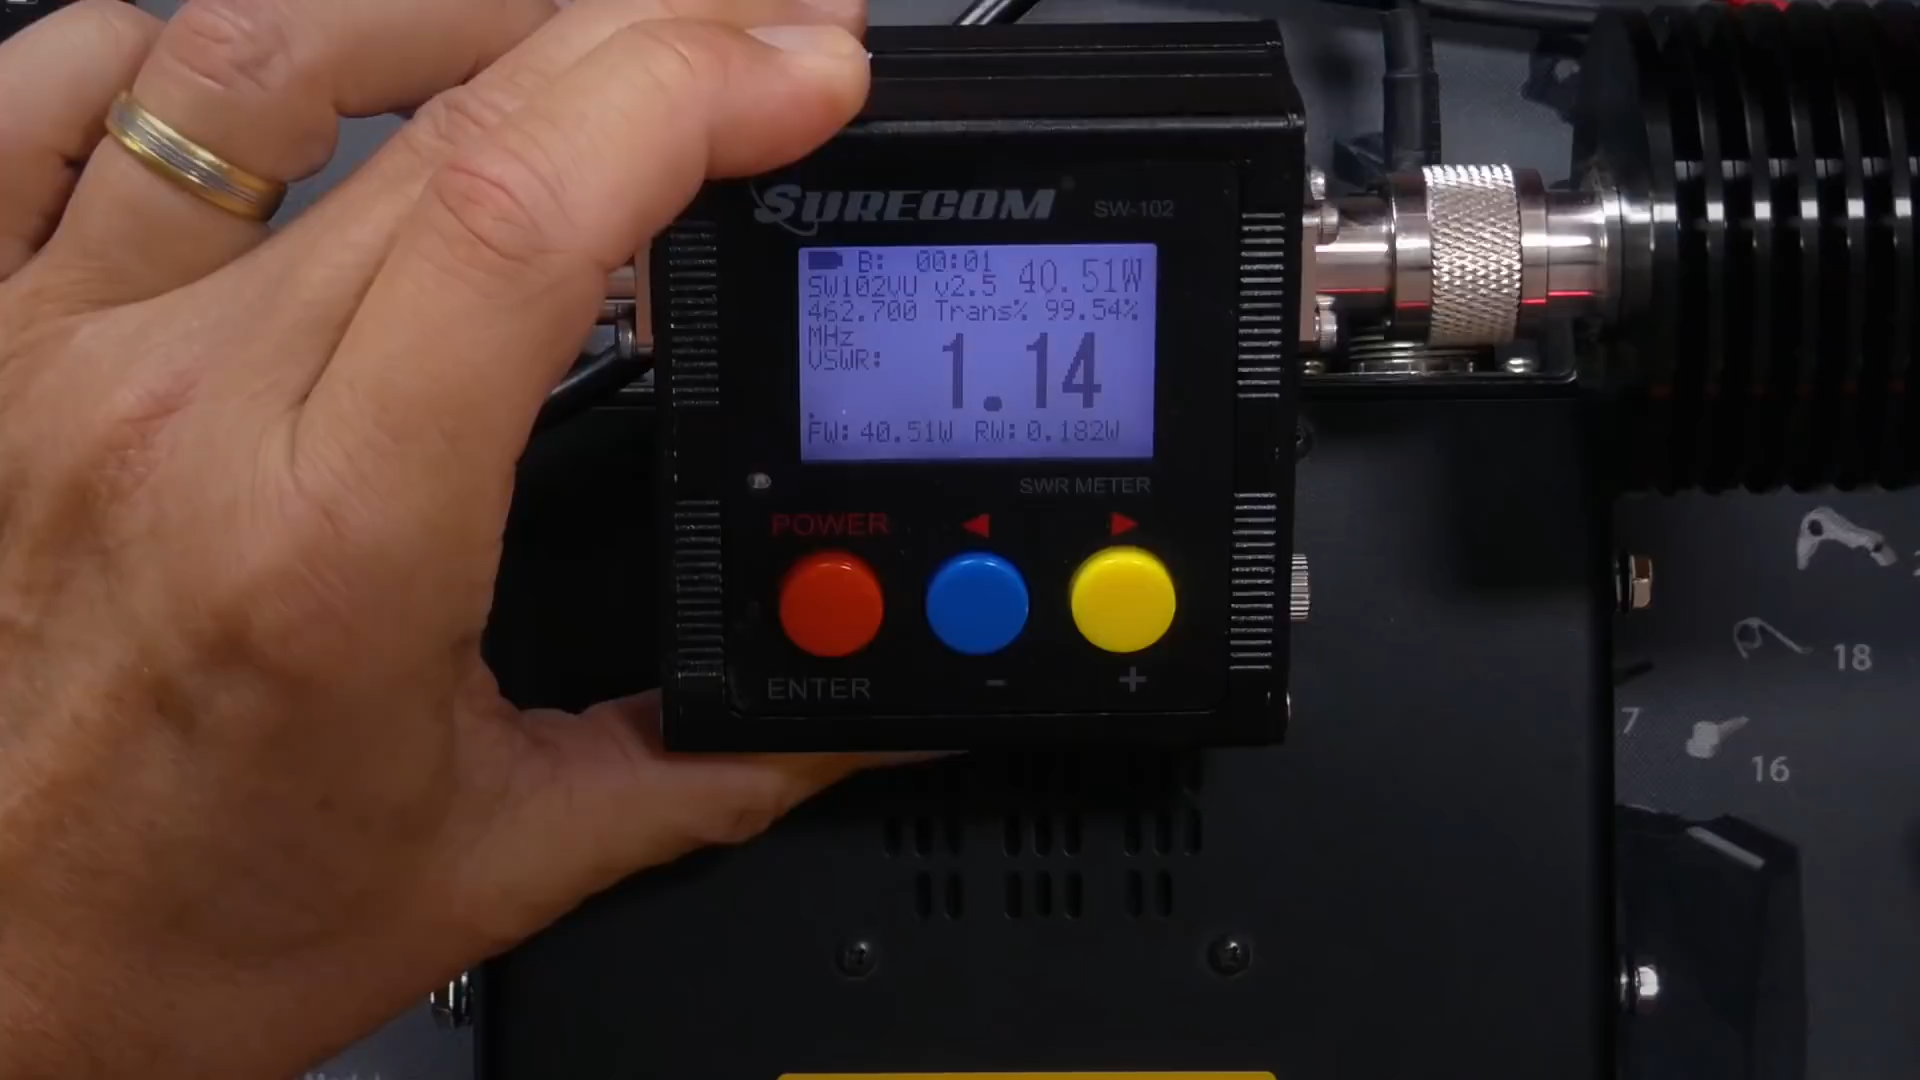 SURECOM SW-102
B: 00:01 40.51W
SW102VU v2.5
462.700 Trans% 99.54%
MHz
VSWR: 1.14
FW: 40.51W RW: 0.182W
SWR METER
POWER ◀ ▶
ENTER - +
18
7
16